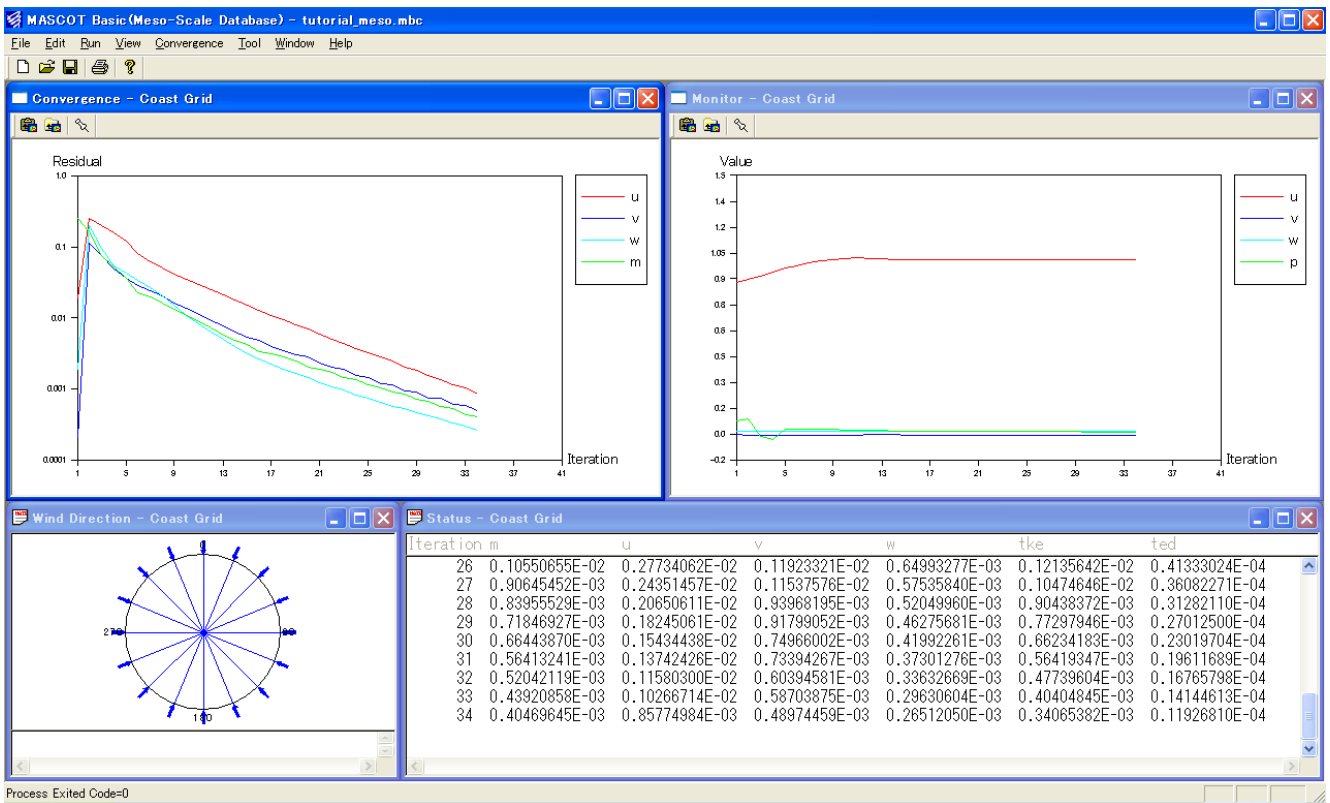 MASCOT Basic(Meso-Scale Database) - tutorial_meso.mbc
File Edit Run View Convergence Tool Window Help
Convergence - Coast Grid
Residual
1.0
0.1
0.01
0.001
0.0001
1 5 9 13 17 21 25 29 33 37 41
Iteration
u
v
w
m
Monitor - Coast Grid
Value
1.5
1.4
1.2
1.05
0.9
0.8
0.6
0.5
0.3
0.2
0.0
-0.2
1 5 9 13 17 21 25 29 33 37 41
Iteration
u
v
w
p
Wind Direction - Coast Grid
0
180
Status - Coast Grid
Iteration m u v w tke ted
26 0.10550655E-02 0.27734062E-02 0.11923321E-02 0.64993277E-03 0.12135642E-02 0.41333024E-04
27 0.90645452E-03 0.24351457E-02 0.11537576E-02 0.57535840E-03 0.10474646E-02 0.36082271E-04
28 0.83955529E-03 0.20650611E-02 0.93968195E-03 0.52049960E-03 0.90438372E-03 0.31282110E-04
29 0.71846927E-03 0.18245061E-02 0.91799052E-03 0.46275681E-03 0.77297946E-03 0.27012500E-04
30 0.66443870E-03 0.15434438E-02 0.74966002E-03 0.41992261E-03 0.66234183E-03 0.23019704E-04
31 0.56413241E-03 0.13742426E-02 0.73394267E-03 0.37301276E-03 0.56419347E-03 0.19611689E-04
32 0.52042119E-03 0.11580300E-02 0.60394581E-03 0.33632669E-03 0.47739604E-03 0.16765798E-04
33 0.43920858E-03 0.10266714E-02 0.58703875E-03 0.29630604E-03 0.40404845E-03 0.14144613E-04
34 0.40469645E-03 0.85774984E-03 0.48974459E-03 0.26512050E-03 0.34065382E-03 0.11926810E-04
Process Exited Code=0